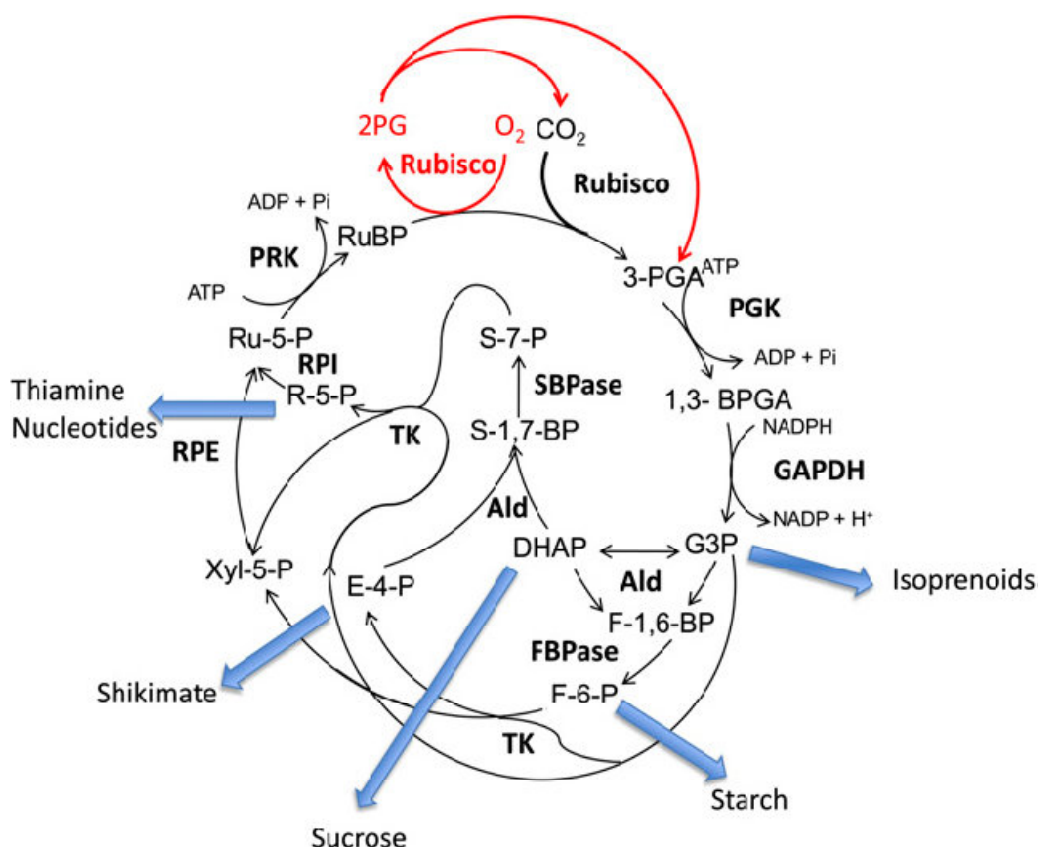 2PG
O2
CO2
Rubisco
Rubisco
ADP + Pi
RuBP
PRK
3-PGA
ATP
ATP
PGK
Ru-5-P
S-7-P
ADP + Pi
RPI
SBPase
R-5-P
1,3- BPGA
Thiamine
Nucleotides
TK
S-1,7-BP
NADPH
RPE
GAPDH
Ald
NADP + H⁺
DHAP
G3P
Xyl-5-P
E-4-P
Ald
Isoprenoids
F-1,6-BP
FBPase
Shikimate
F-6-P
TK
Starch
Sucrose